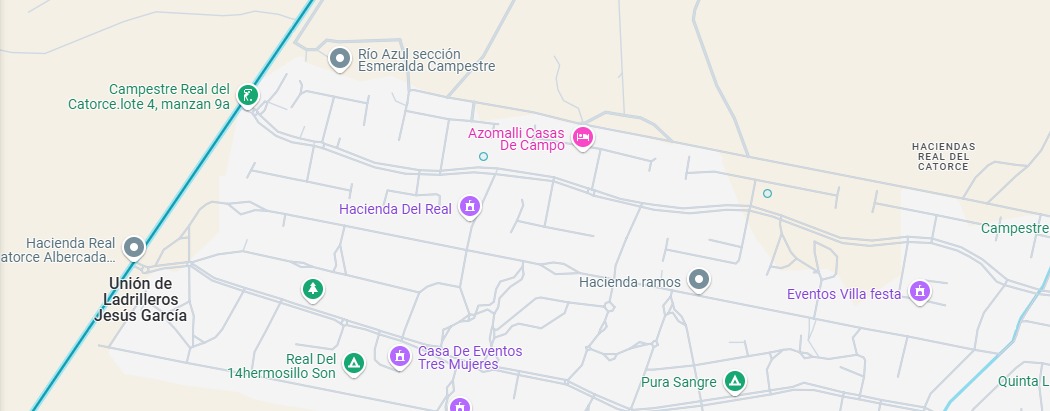 Río Azul sección
Esmeralda Campestre
Campestre Real del
Catorce.lote 4, manzan 9a
Azomalli Casas
De Campo
HACIENDAS
REAL DEL
CATORCE
Hacienda Del Real
Campestre
Hacienda Real
atorce Albercada...
Unión de
Ladrilleros
Jesús García
Hacienda ramos
Eventos Villa festa
Real Del
14hermosillo Son
Casa De Eventos
Tres Mujeres
Pura Sangre
Quinta L